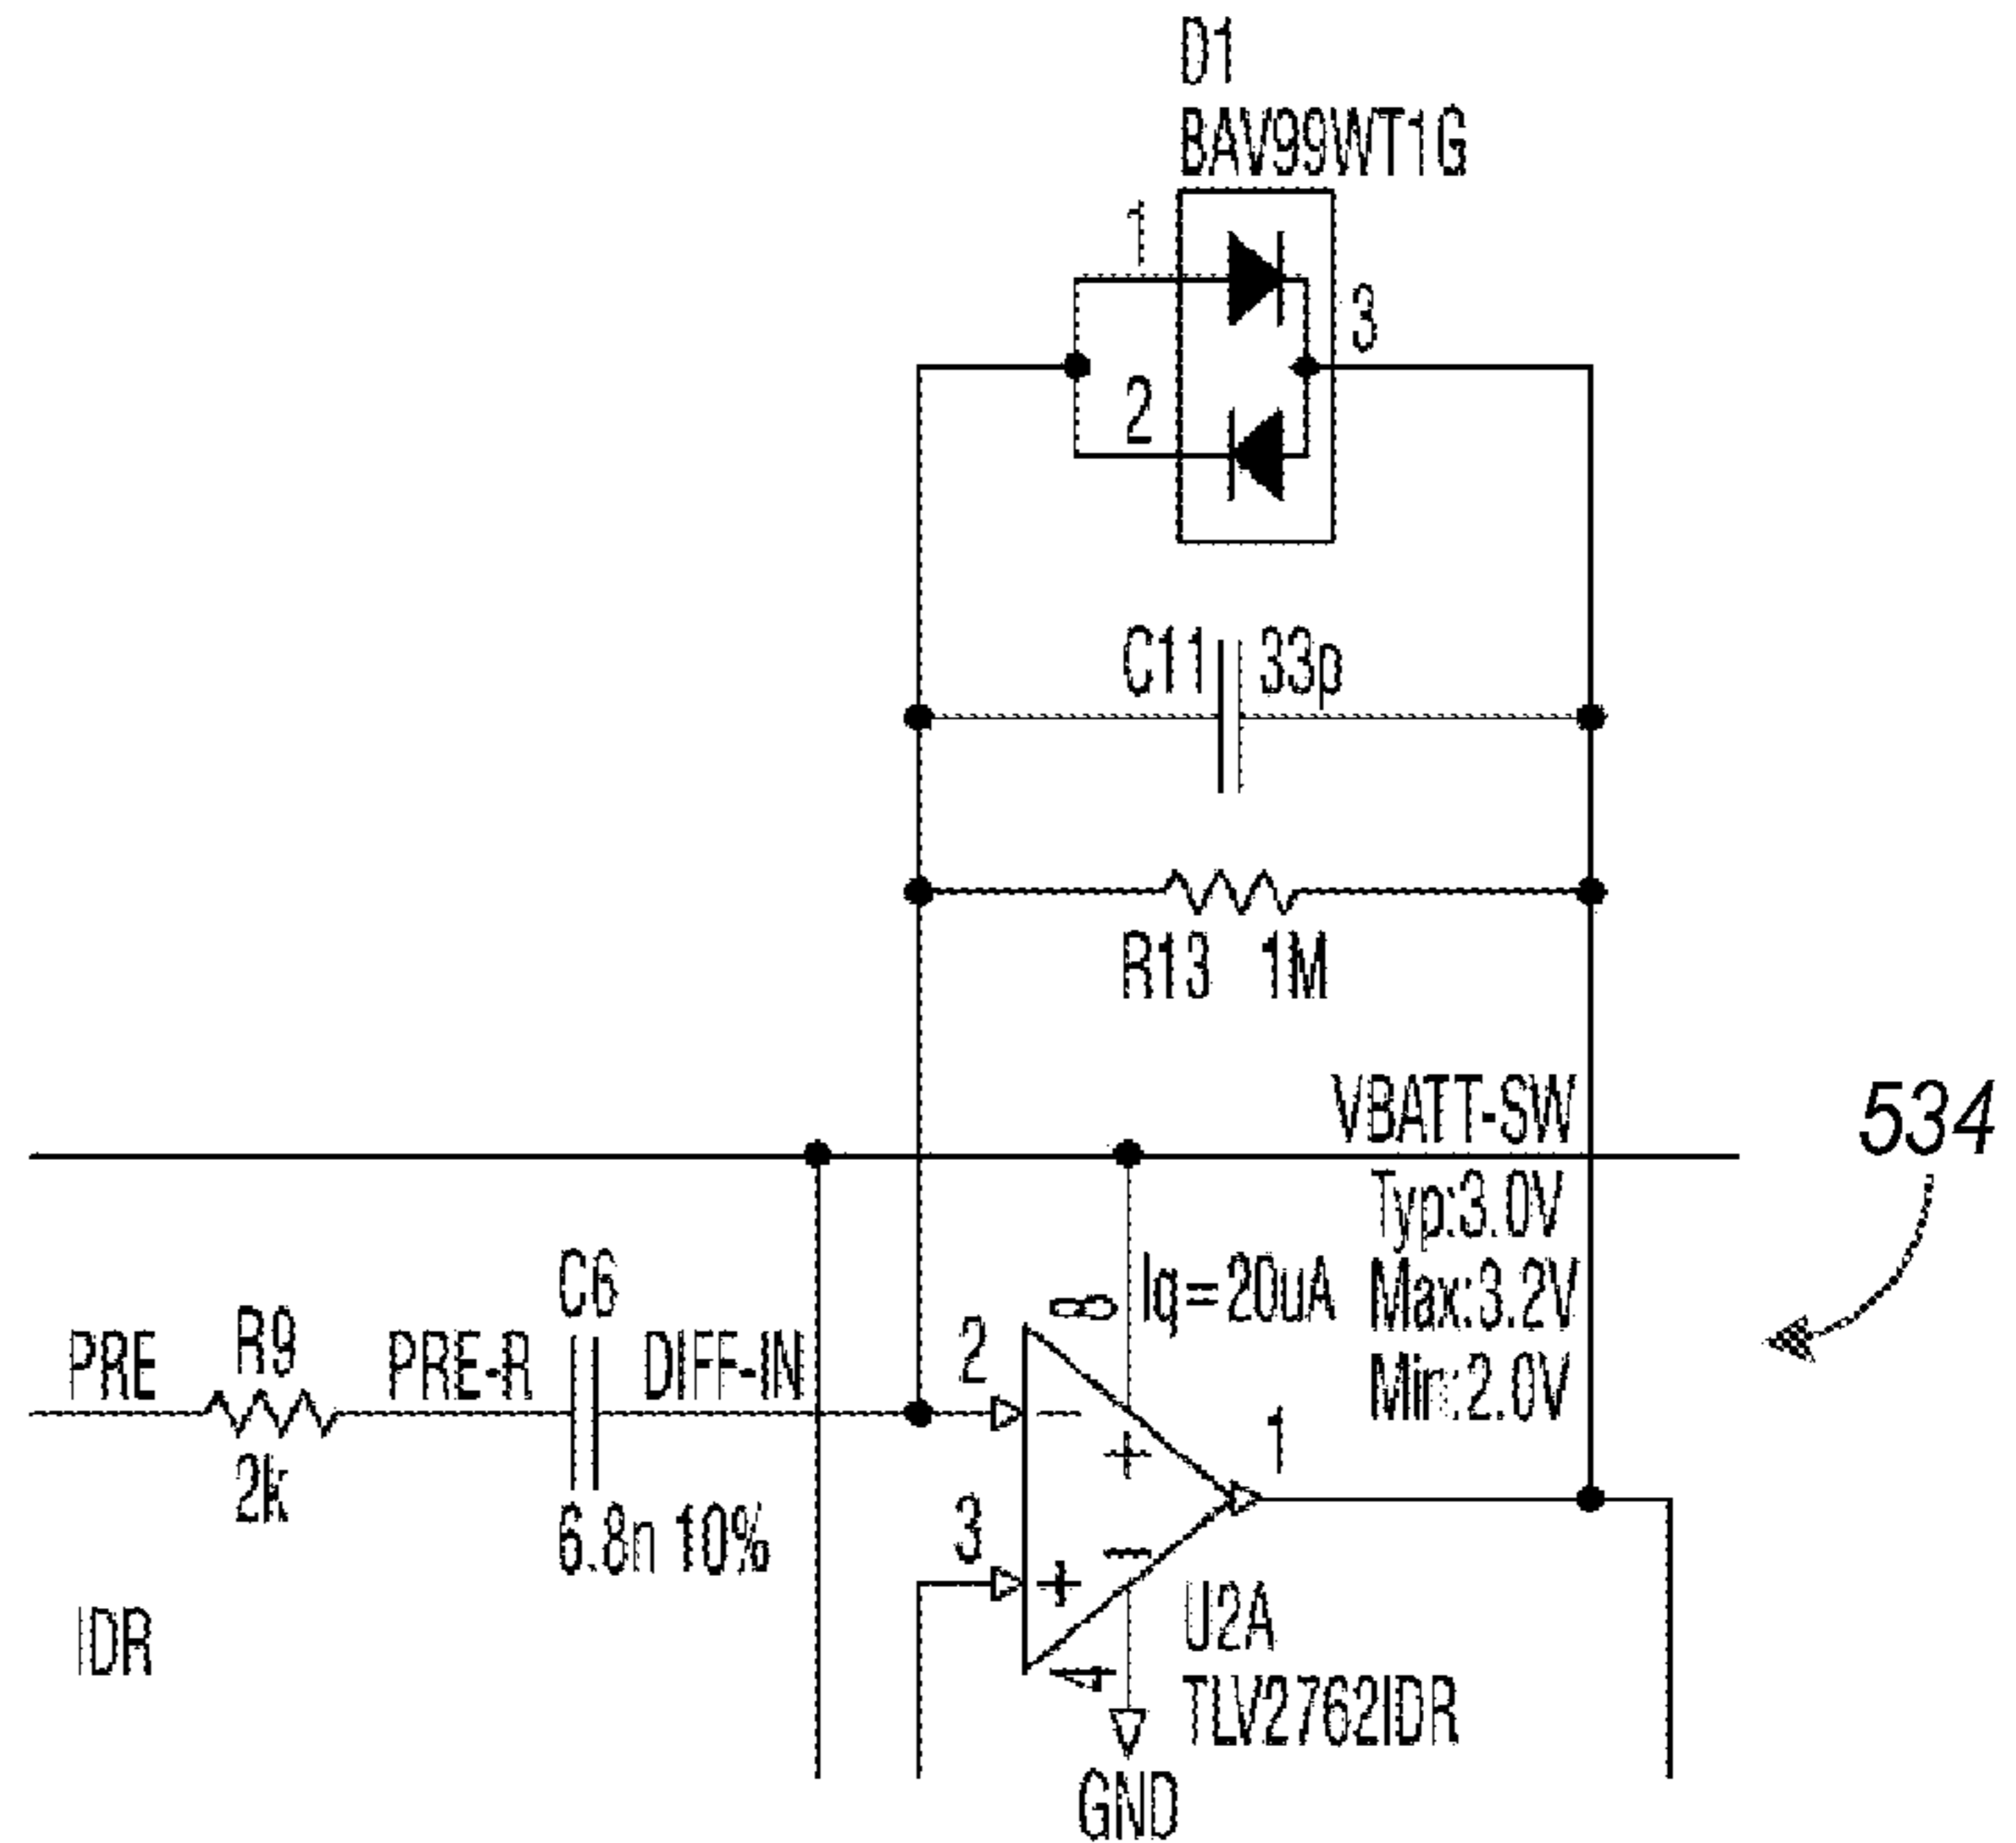 D1
BAV99WT1G
1
3
2
C11 33p
R13 1M
VBATT-SW
534
Typ:3.0V
Iq=20uA
Max:3.2V
Min:2.0V
8
C6
R9
PRE
PRE-R
DIFF-IN
2
1
2k
6.8n 10%
3
+
-
-
+
IDR
4
U2A
TLV2762IDR
GND